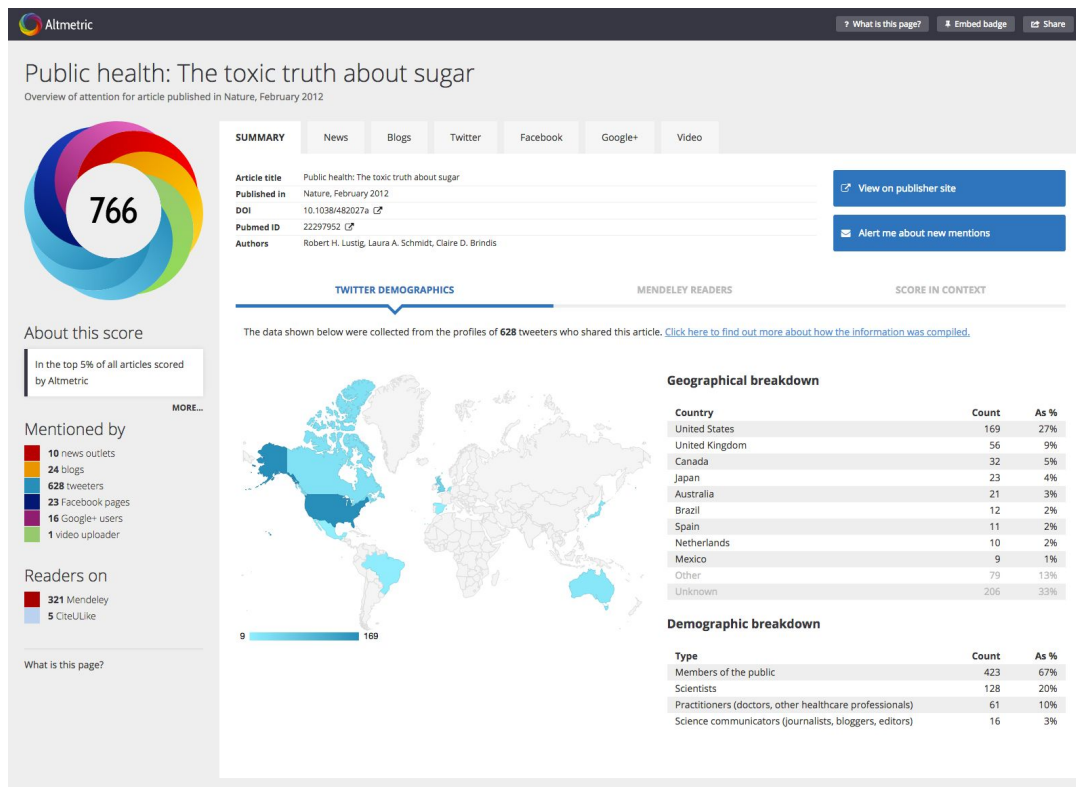 Altmetric
? What is this page?
Embed badge
Share
Public health: The toxic truth about sugar
Overview of attention for article published in Nature, February 2012
766
SUMMARY News Blogs Twitter Facebook Google+ Video
Article title Public health: The toxic truth about sugar
Published in Nature, February 2012
DOI 10.1038/482027a
Pubmed ID 22297952
Authors Robert H. Lustig, Laura A. Schmidt, Claire D. Brindis
View on publisher site
Alert me about new mentions
TWITTER DEMOGRAPHICS MENDELEY READERS SCORE IN CONTEXT
The data shown below were collected from the profiles of 628 tweeters who shared this article. Click here to find out more about how the information was compiled.
About this score
In the top 5% of all articles scored
by Altmetric
MORE...
Mentioned by
10 news outlets
24 blogs
628 tweeters
23 Facebook pages
16 Google+ users
1 video uploader
Readers on
321 Mendeley
5 CiteULike
What is this page?
9 169
Geographical breakdown
Country Count As %
United States 169 27%
United Kingdom 56 9%
Canada 32 5%
Japan 23 4%
Australia 21 3%
Brazil 12 2%
Spain 11 2%
Netherlands 10 2%
Mexico 9 1%
Other 79 13%
Unknown 206 33%
Demographic breakdown
Type Count As %
Members of the public 423 67%
Scientists 128 20%
Practitioners (doctors, other healthcare professionals) 61 10%
Science communicators (journalists, bloggers, editors) 16 3%